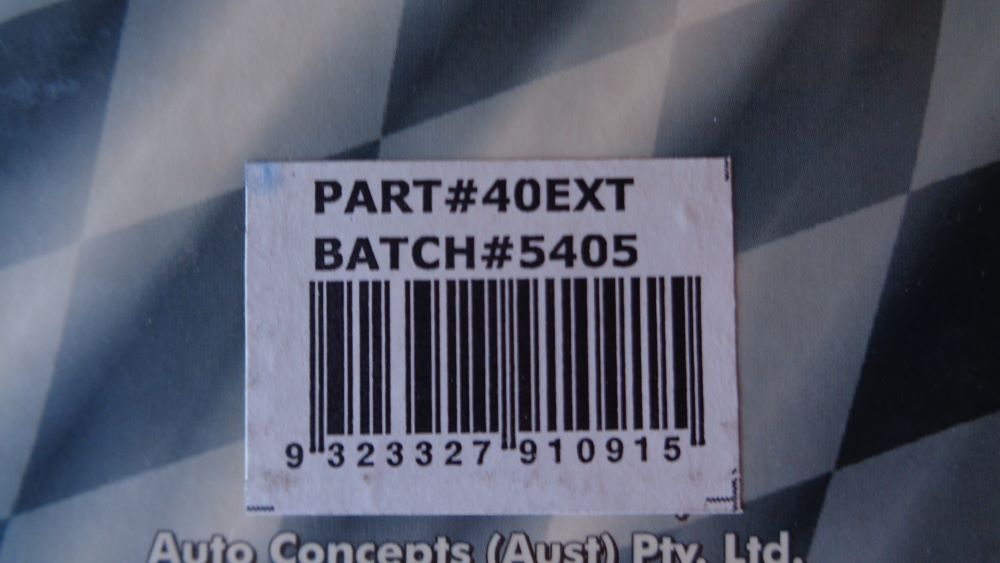 PART#40EXT
BATCH#5405
9 323327 910915
Auto Concepts (Aust) Pty. Ltd.